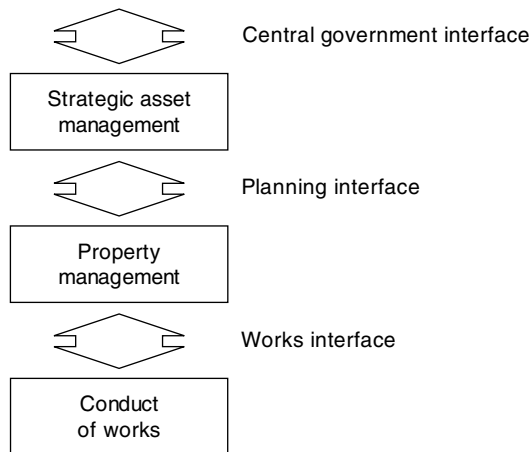 Central government interface
Strategic asset
management
Planning interface
Property
management
Works interface
Conduct
of works